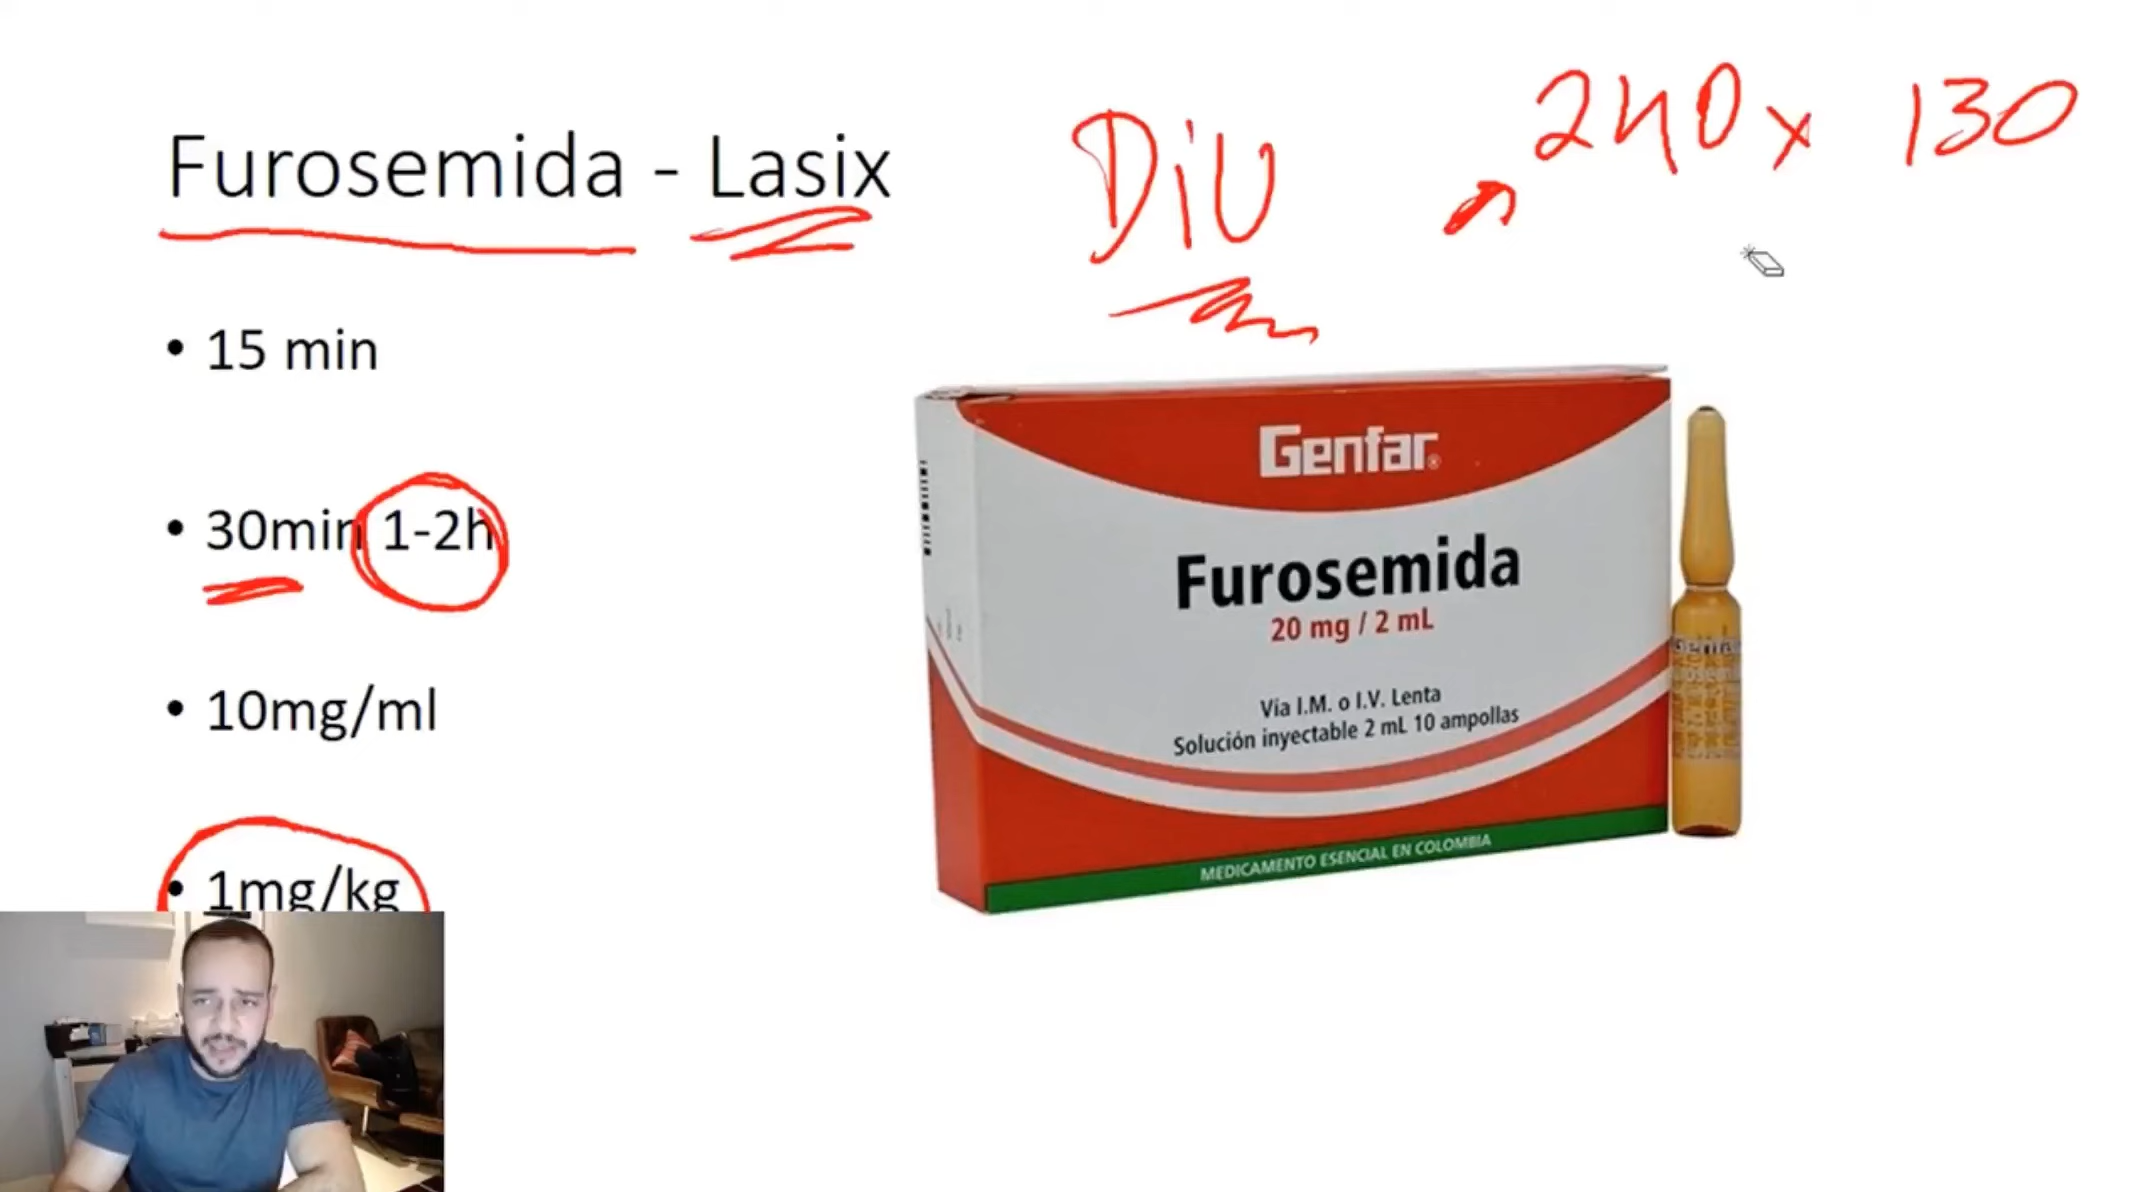 Furosemida - Lasix
DiU
240 x 130
• 15 min
• 30min 1-2h
• 10mg/ml
• 1mg/kg
Genfar
Furosemida
20 mg / 2 mL
Vía I.M. o I.V. Lenta
Solución inyectable 2 mL 10 ampollas
MEDICAMENTO ESENCIAL EN COLOMBIA